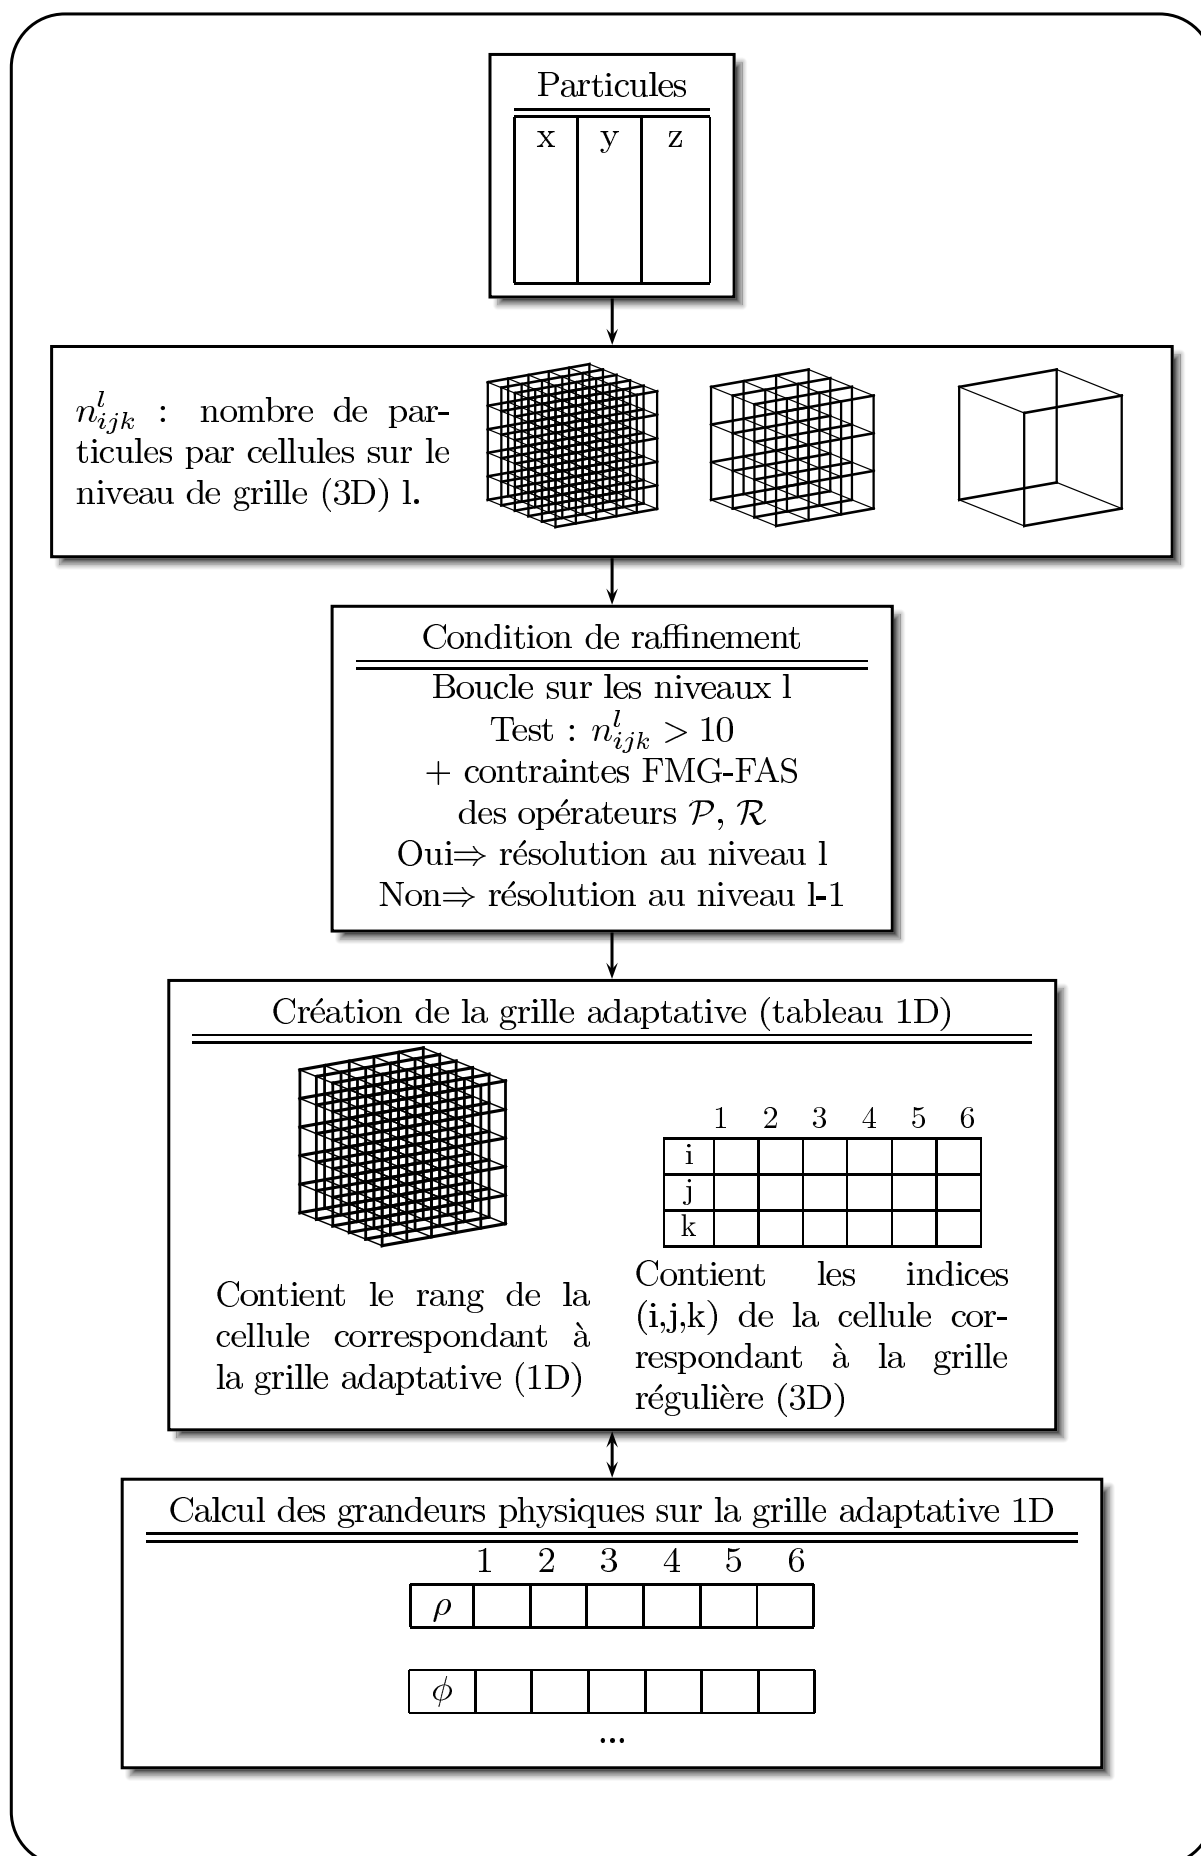 Particules
x y z
n^l_{ijk} : nombre de par-
ticules par cellules sur le
niveau de grille (3D) l.
Condition de raffinement
Boucle sur les niveaux l
Test : n^l_{ijk} > 10
+ contraintes FMG-FAS
des opérateurs 𝒫, ℛ
Oui⇒ résolution au niveau l
Non⇒ résolution au niveau l-1
Création de la grille adaptative (tableau 1D)
1 2 3 4 5 6
i
j
k
Contient le rang de la
cellule correspondant à
la grille adaptative (1D)
Contient les indices
(i,j,k) de la cellule cor-
respondant à la grille
régulière (3D)
Calcul des grandeurs physiques sur la grille adaptative 1D
1 2 3 4 5 6
ρ
ϕ
...